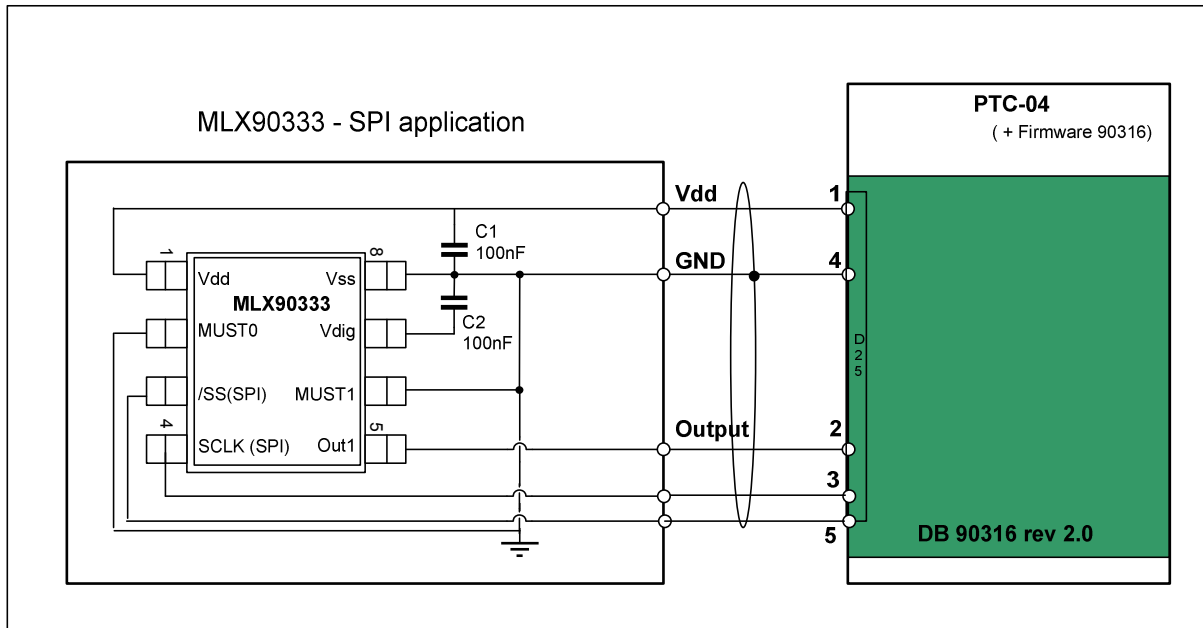 MLX90333 - SPI application
PTC-04
( + Firmware 90316)
Vdd
1
C1
100nF
GND
4
1
8
Vdd
Vss
MLX90333
C2
100nF
MUST0
Vdig
D25
/SS(SPI)
MUST1
4
5
SCLK (SPI)
Out1
Output
2
3
5
DB 90316 rev 2.0